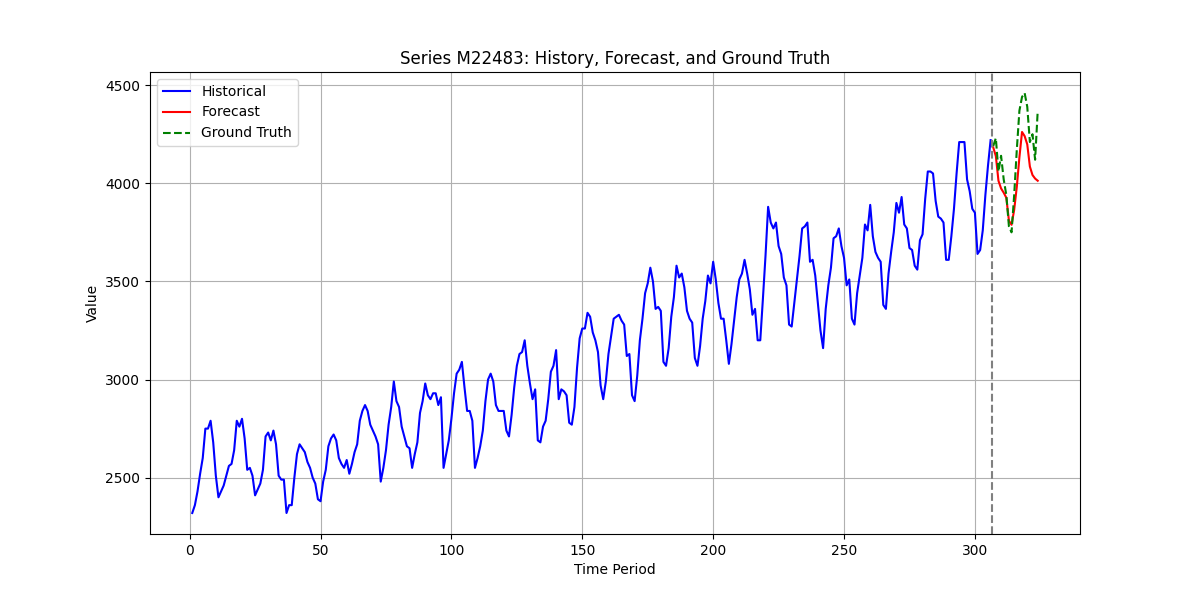 Series M22483: History, Forecast, and Ground Truth
Historical
Forecast
Ground Truth
4500
4000
3500
3000
2500
Value
0 50 100 150 200 250 300
Time Period